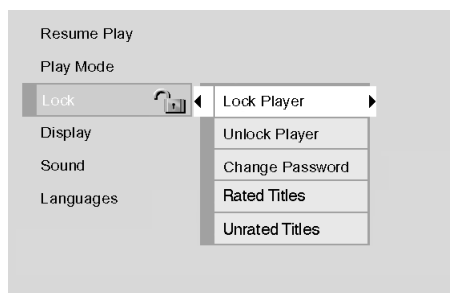 Resume Play
Play Mode
Lock
Display
Sound
Languages
Lock Player
Unlock Player
Change Password
Rated Titles
Unrated Titles